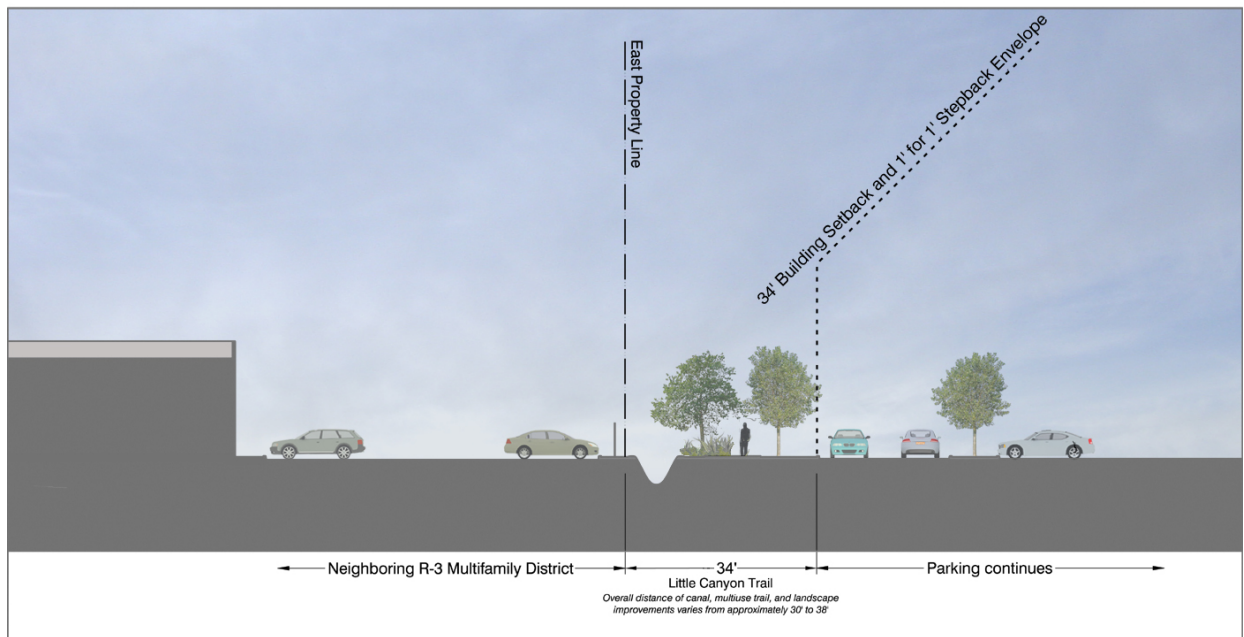 East Property Line
34' Building Setback and 1' for 1' Stepback Envelope
Neighboring R-3 Multifamily District
34'
Parking continues
Little Canyon Trail
Overall distance of canal, multiuse trail, and landscape
improvements varies from approximately 30' to 38'